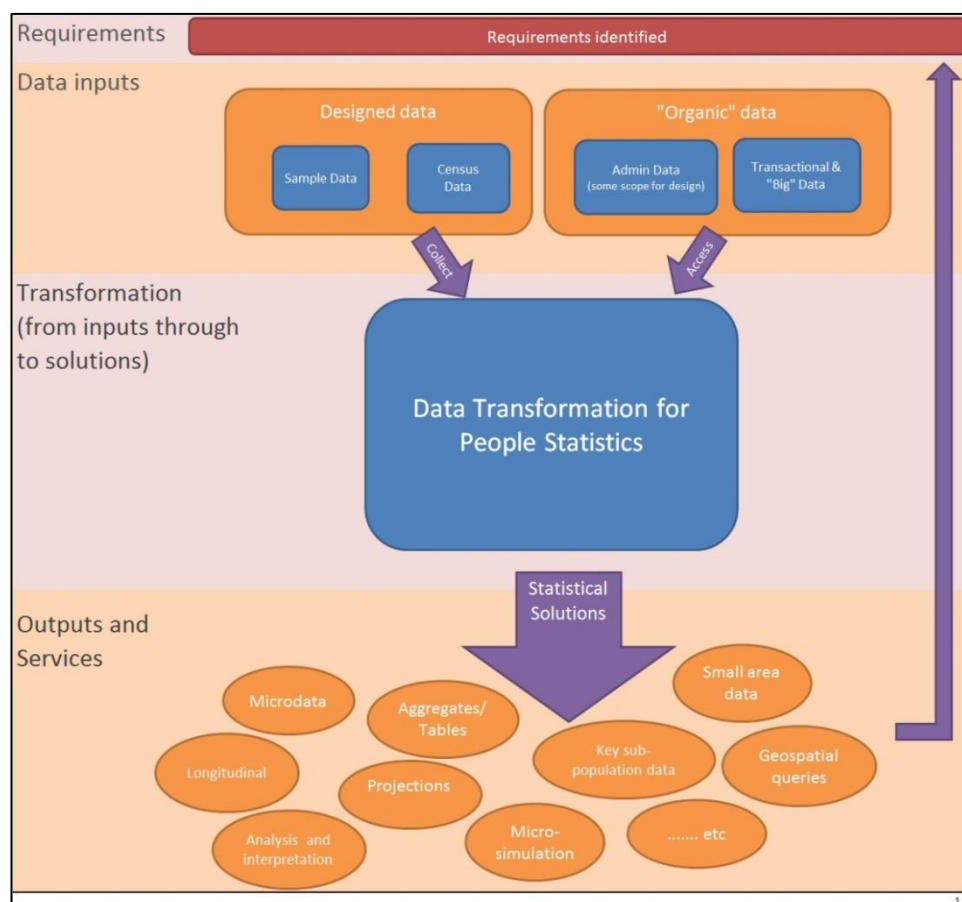 Requirements
Requirements identified
Data inputs
Designed data
"Organic" data
Sample Data
Census
Data
Admin Data
(some scope for design)
Transactional &
"Big" Data
Collect
Access
Transformation
(from inputs through
to solutions)
Data Transformation for
People Statistics
Statistical
Solutions
Outputs and
Services
Microdata
Aggregates/
Tables
Small area
data
Longitudinal
Projections
Key sub-
population data
Geospatial
queries
Analysis and
interpretation
Micro-
simulation
....... etc
1